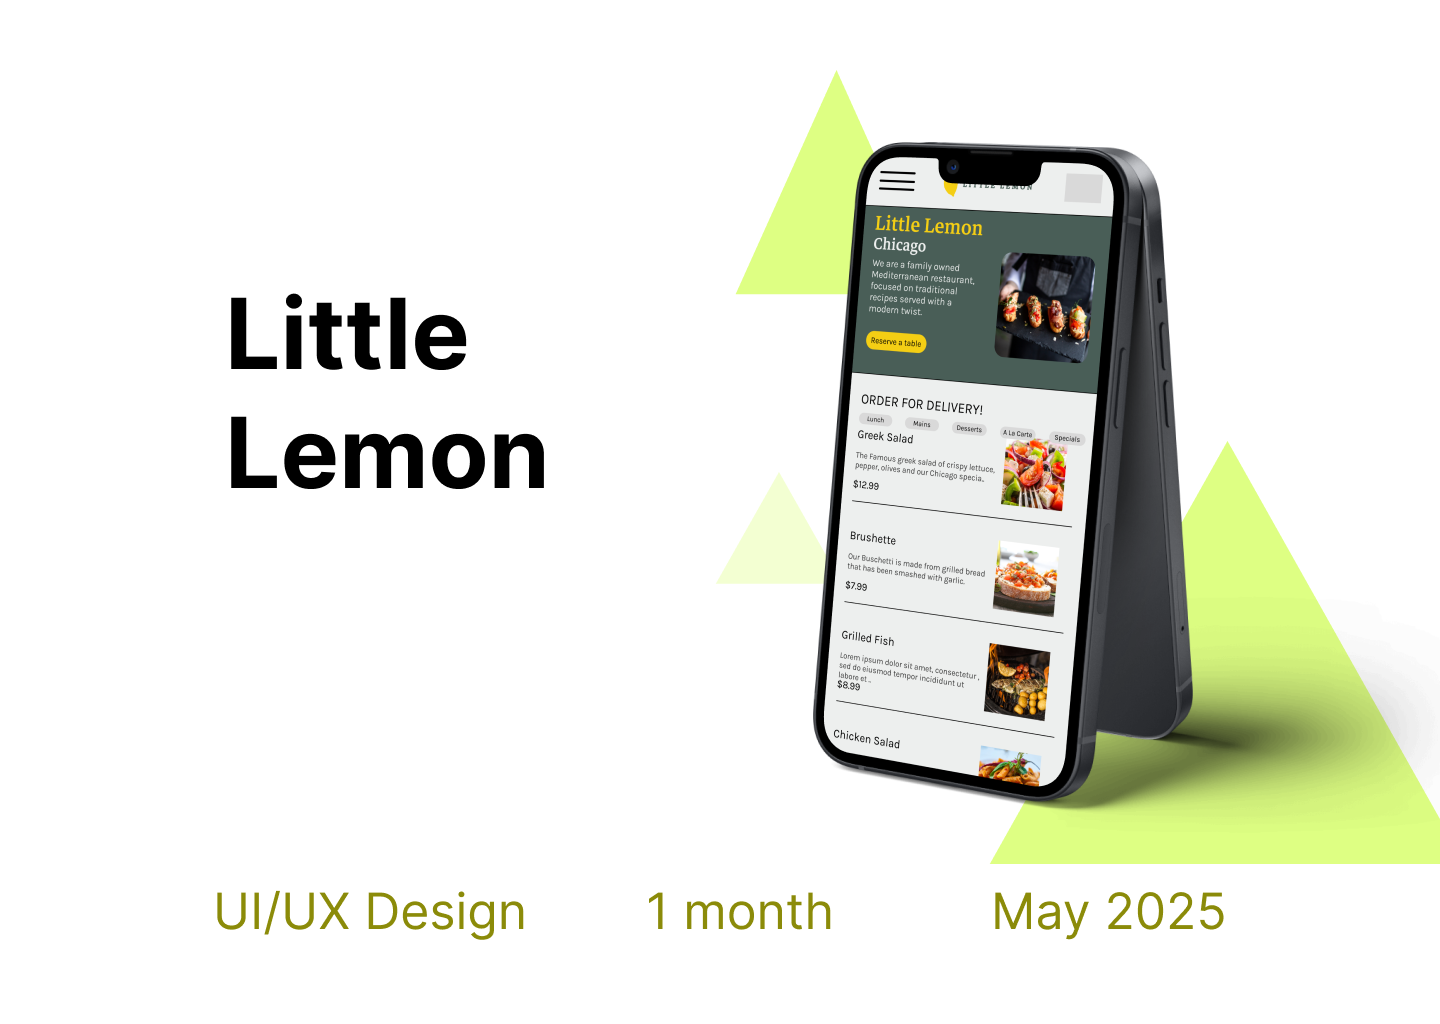 Little
Lemon
LITTLE LEMON
Little Lemon
Chicago
We are a family owned
Mediterranean restaurant,
focused on traditional
recipes served with a
modern twist.
Reserve a table
ORDER FOR DELIVERY!
Lunch
Mains
Desserts
A La Carte
Specials
Greek Salad
The Famous greek salad of crispy lettuce,
pepper, olives and our Chicago specia..
$12.99
Brushette
Our Buschetti is made from grilled bread
that has been smashed with garlic.
$7.99
Grilled Fish
Lorem ipsum dolor sit amet, consectetur ,
sed do eiusmod tempor incididunt ut
labore et ..
$8.99
Chicken Salad
UI/UX Design
1 month
May 2025